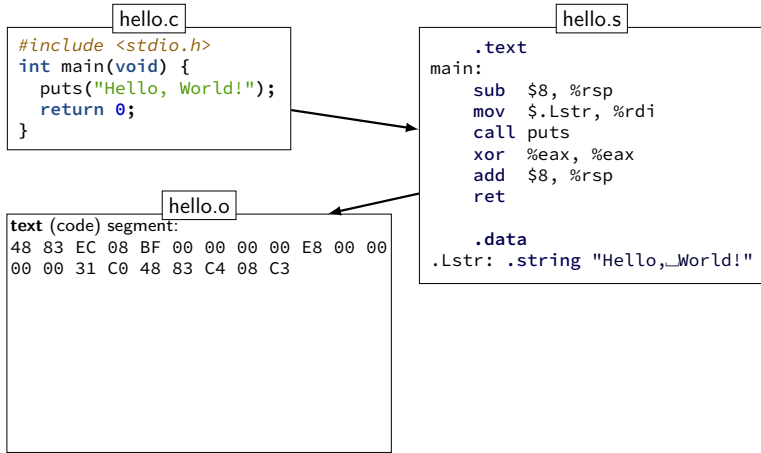 hello.c
#include <stdio.h>
int main(void) {
  puts("Hello, World!");
  return 0;
}
hello.s
    .text
main:
    sub  $8, %rsp
    mov  $.Lstr, %rdi
    call puts
    xor  %eax, %eax
    add  $8, %rsp
    ret

    .data
.Lstr: .string "Hello,␣World!"
hello.o
text (code) segment:
48 83 EC 08 BF 00 00 00 00 E8 00 00
00 00 31 C0 48 83 C4 08 C3